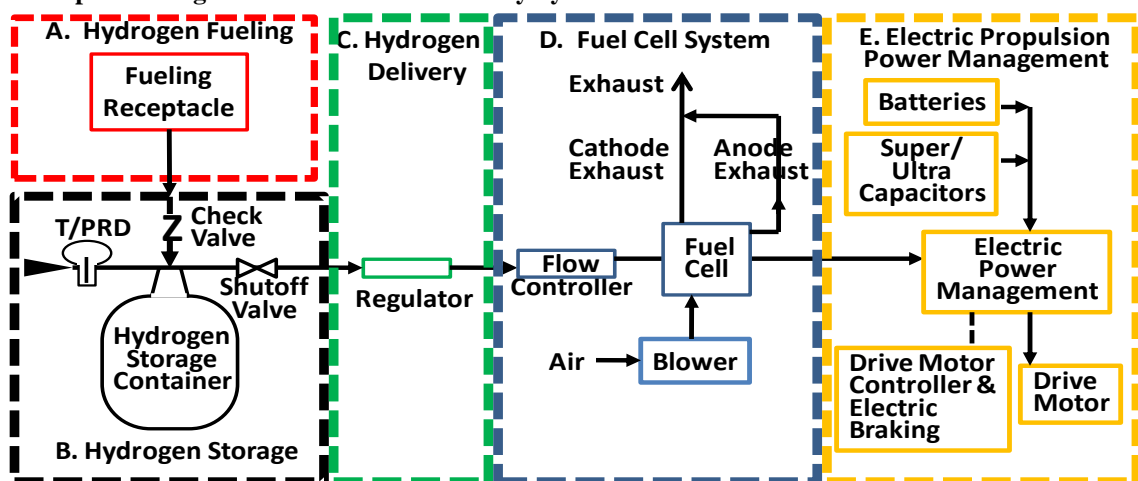 A. Hydrogen Fueling
Fueling
Receptacle
T/PRD
Check
Valve
Shutoff
Valve
Hydrogen
Storage
Container
B. Hydrogen Storage
C. Hydrogen
Delivery
Regulator
D. Fuel Cell System
Exhaust
Cathode
Exhaust
Anode
Exhaust
Flow
Controller
Fuel
Cell
Air
Blower
E. Electric Propulsion
Power Management
Batteries
Super/
Ultra
Capacitors
Electric
Power
Management
Drive Motor
Controller &
Electric
Braking
Drive
Motor